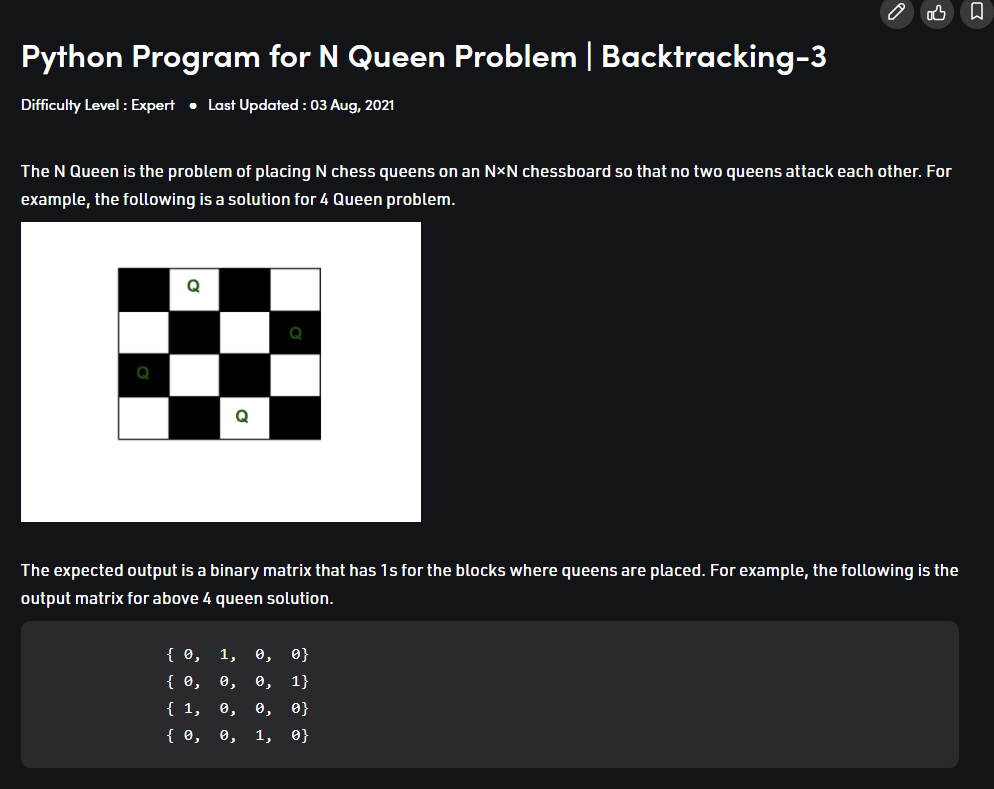 Python Program for N Queen Problem | Backtracking-3
Difficulty Level : Expert ● Last Updated : 03 Aug, 2021
The N Queen is the problem of placing N chess queens on an N×N chessboard so that no two queens attack each other. For
example, the following is a solution for 4 Queen problem.
Q
Q
Q
Q
The expected output is a binary matrix that has 1s for the blocks where queens are placed. For example, the following is the
output matrix for above 4 queen solution.
{ 0, 1, 0, 0}
{ 0, 0, 0, 1}
{ 1, 0, 0, 0}
{ 0, 0, 1, 0}